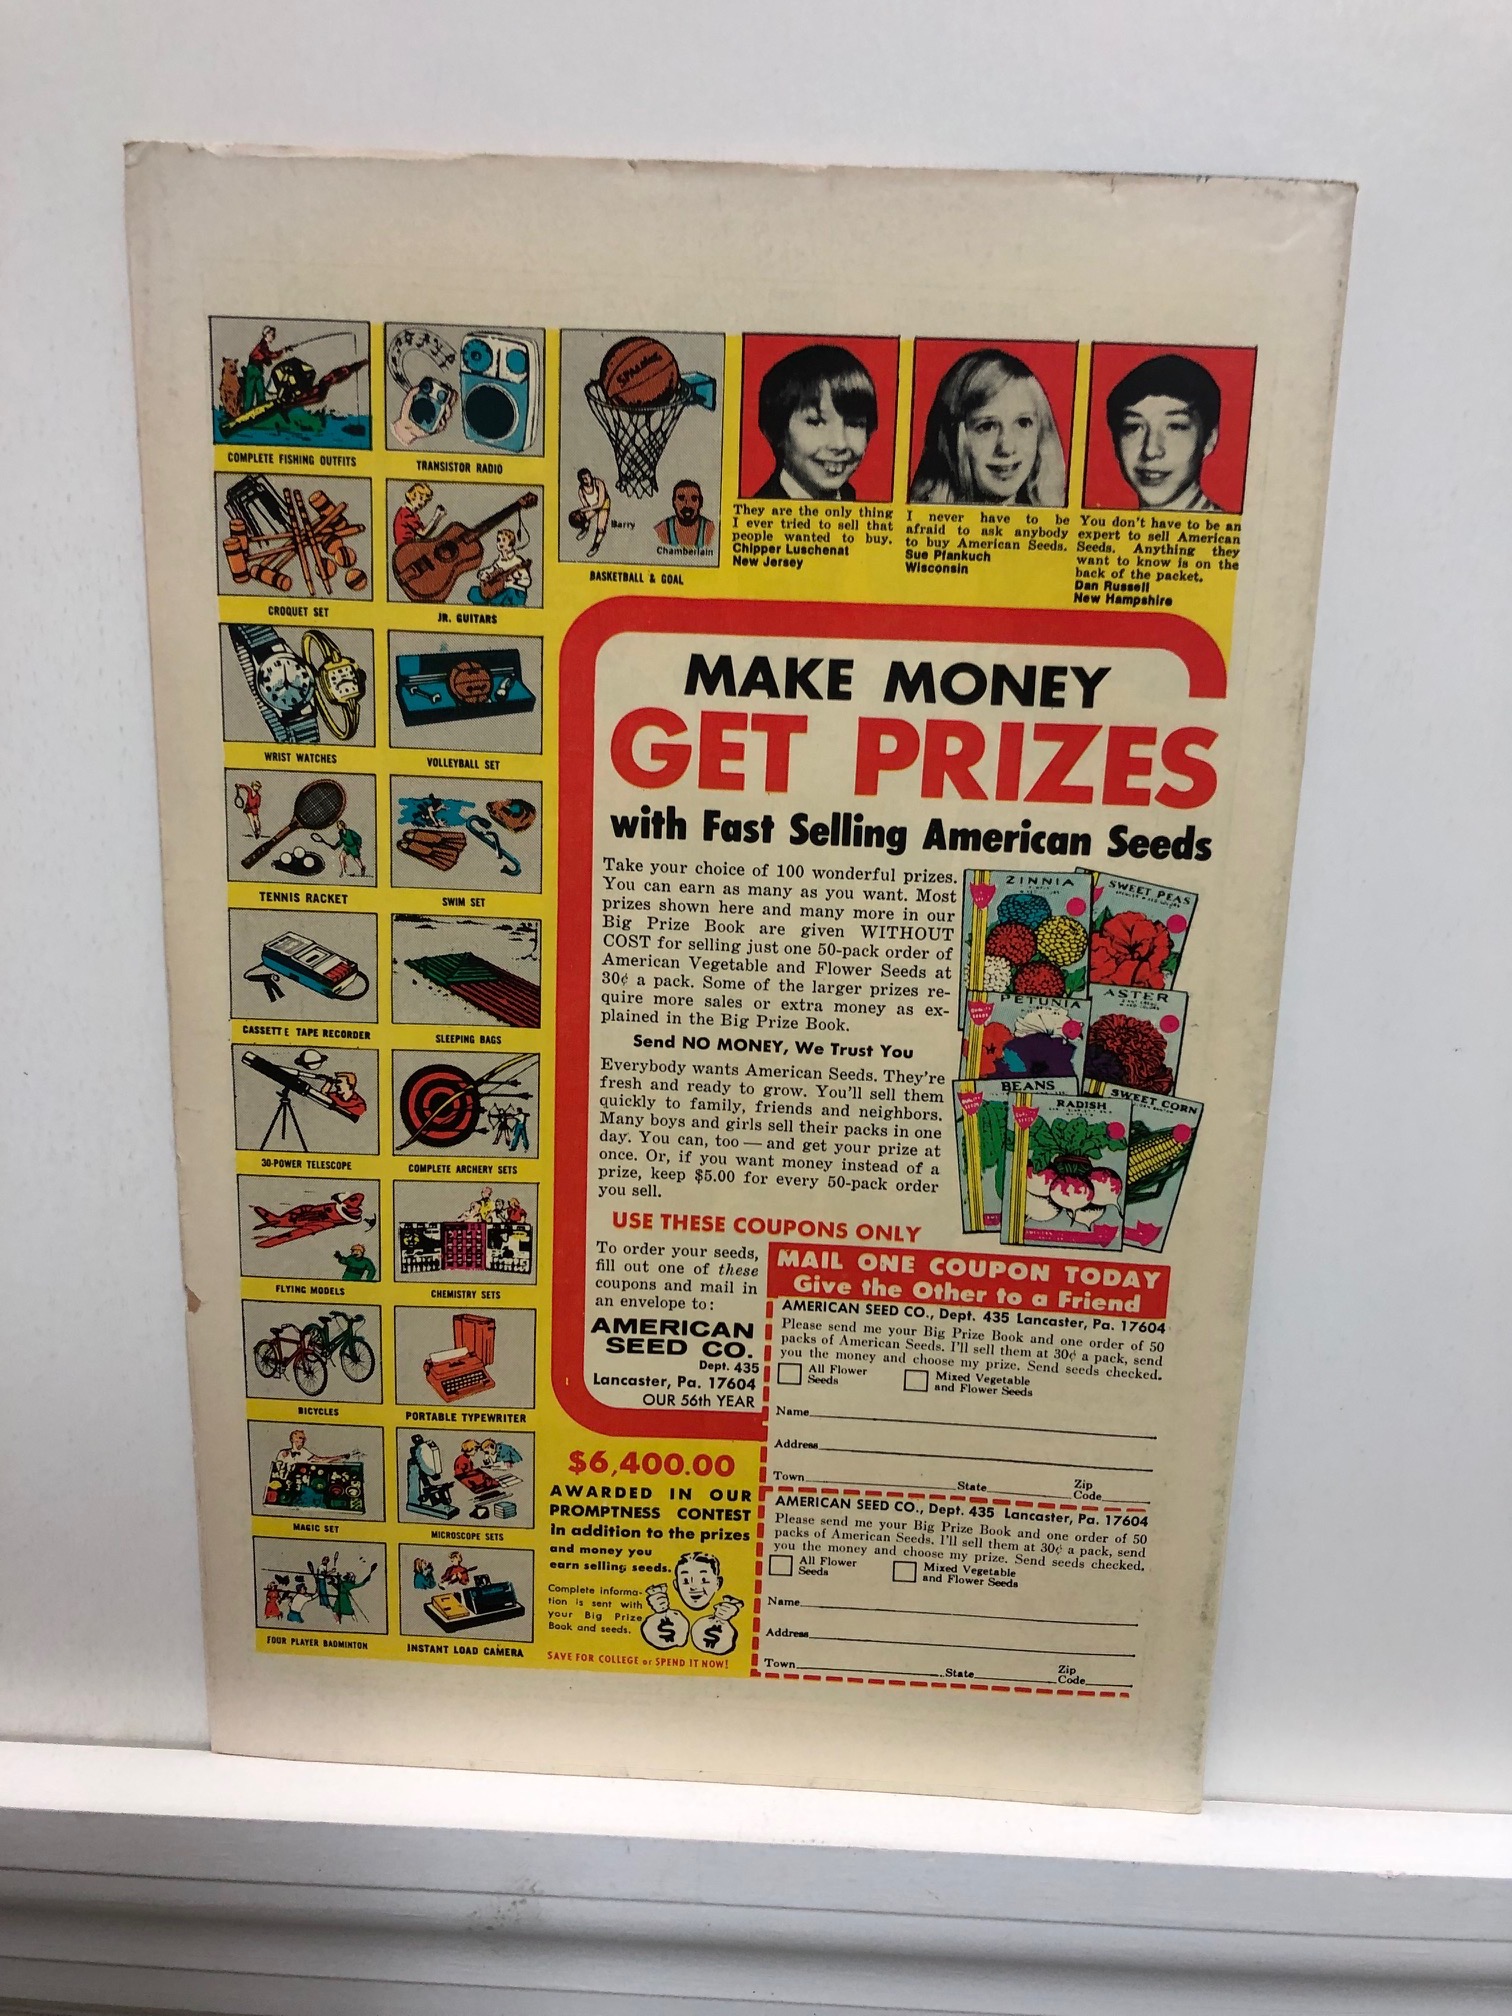 COMPLETE FISHING OUTFITS
TRANSISTOR RADIO
SPALDING
Barry
Chamberlain
BASKETBALL & GOAL
CROQUET SET
JR. GUITARS
WRIST WATCHES
VOLLEYBALL SET
TENNIS RACKET
SWIM SET
CASSETTE TAPE RECORDER
SLEEPING BAGS
30-POWER TELESCOPE
COMPLETE ARCHERY SETS
FLYING MODELS
CHEMISTRY SETS
BICYCLES
PORTABLE TYPEWRITER
MAGIC SET
MICROSCOPE SETS
FOUR PLAYER BADMINTON
INSTANT LOAD CAMERA
They are the only thing
I ever tried to sell that
people wanted to buy.
Chipper Luschenat
New Jersey
I never have to be
afraid to ask anybody
to buy American Seeds.
Sue Pfankuch
Wisconsin
You don't have to be an
expert to sell American
Seeds. Anything they
want to know is on the
back of the packet.
Dan Russell
New Hampshire
MAKE MONEY
GET PRIZES
with Fast Selling American Seeds
Take your choice of 100 wonderful prizes.
You can earn as many as you want. Most
prizes shown here and many more in our
Big Prize Book are given WITHOUT
COST for selling just one 50-pack order of
American Vegetable and Flower Seeds at
30¢ a pack. Some of the larger prizes re-
quire more sales or extra money as ex-
plained in the Big Prize Book.
Send NO MONEY, We Trust You
Everybody wants American Seeds. They're
fresh and ready to grow. You'll sell them
quickly to family, friends and neighbors.
Many boys and girls sell their packs in one
day. You can, too — and get your prize at
once. Or, if you want money instead of a
prize, keep $5.00 for every 50-pack order
you sell.
ZINNIA
SWEET PEAS
PETUNIA
ASTER
BEANS
RADISH
SWEET CORN
USE THESE COUPONS ONLY
To order your seeds,
fill out one of these
coupons and mail in
an envelope to:
AMERICAN
SEED CO.
Dept. 435
Lancaster, Pa. 17604
OUR 56th YEAR
MAIL ONE COUPON TODAY
Give the Other to a Friend
AMERICAN SEED CO., Dept. 435 Lancaster, Pa. 17604
Please send me your Big Prize Book and one order of 50
packs of American Seeds. I'll sell them at 30¢ a pack, send
you the money and choose my prize. Send seeds checked.
All Flower Seeds
Mixed Vegetable and Flower Seeds
Name
Address
Town State Zip Code
AMERICAN SEED CO., Dept. 435 Lancaster, Pa. 17604
Please send me your Big Prize Book and one order of 50
packs of American Seeds. I'll sell them at 30¢ a pack, send
you the money and choose my prize. Send seeds checked.
All Flower Seeds
Mixed Vegetable and Flower Seeds
Name
Address
Town State Zip Code
$6,400.00
AWARDED IN OUR
PROMPTNESS CONTEST
In addition to the prizes
and money you
earn selling seeds.
Complete informa-
tion is sent with
your Big Prize
Book and seeds.
$ $
SAVE FOR COLLEGE or SPEND IT NOW!